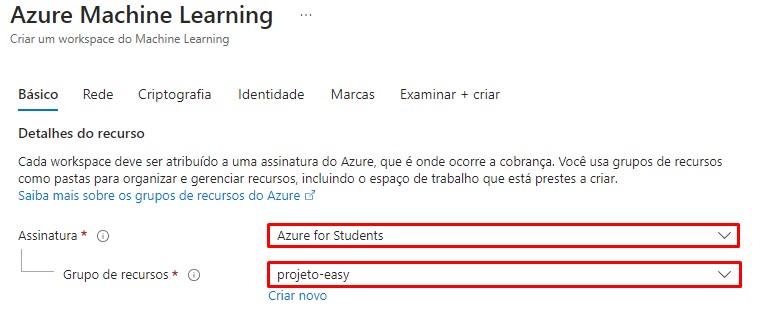 Azure Machine Learning ...
Criar um workspace do Machine Learning
Básico Rede Criptografia Identidade Marcas Examinar + criar
Detalhes do recurso
Cada workspace deve ser atribuído a uma assinatura do Azure, que é onde ocorre a cobrança. Você usa grupos de recursos
como pastas para organizar e gerenciar recursos, incluindo o espaço de trabalho que está prestes a criar.
Saiba mais sobre os grupos de recursos do Azure
Assinatura * Azure for Students
Grupo de recursos * projeto-easy
Criar novo